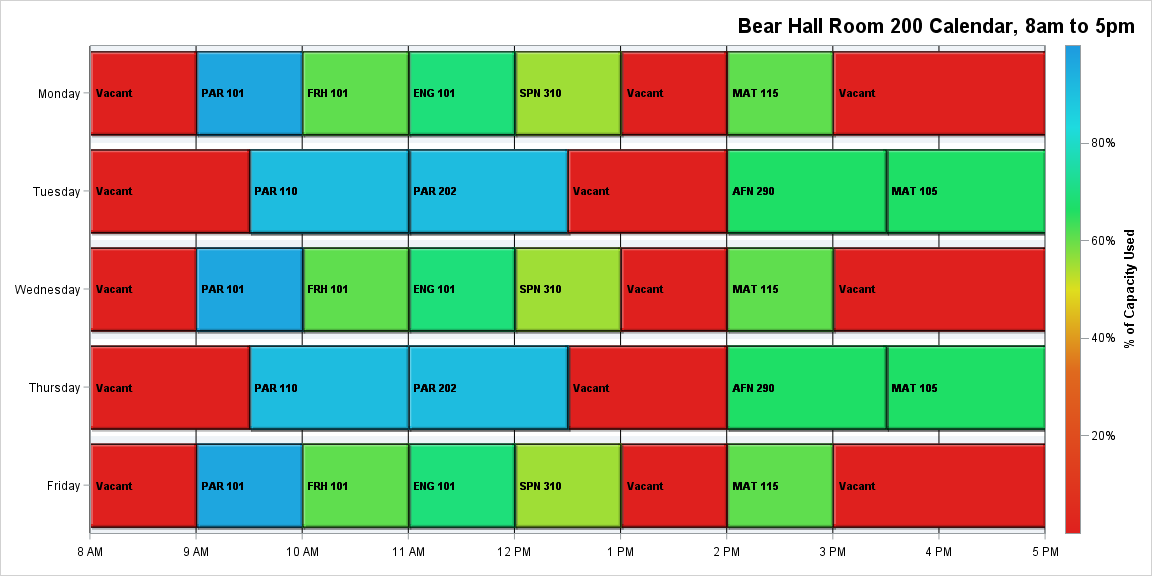 Bear Hall Room 200 Calendar, 8am to 5pm
Monday
Vacant
PAR 101
FRH 101
ENG 101
SPN 310
Vacant
MAT 115
Vacant
Tuesday
Vacant
PAR 110
PAR 202
Vacant
AFN 290
MAT 105
Wednesday
Vacant
PAR 101
FRH 101
ENG 101
SPN 310
Vacant
MAT 115
Vacant
Thursday
Vacant
PAR 110
PAR 202
Vacant
AFN 290
MAT 105
Friday
Vacant
PAR 101
FRH 101
ENG 101
SPN 310
Vacant
MAT 115
Vacant
8 AM
9 AM
10 AM
11 AM
12 PM
1 PM
2 PM
3 PM
4 PM
5 PM
80%
60%
40%
20%
% of Capacity Used